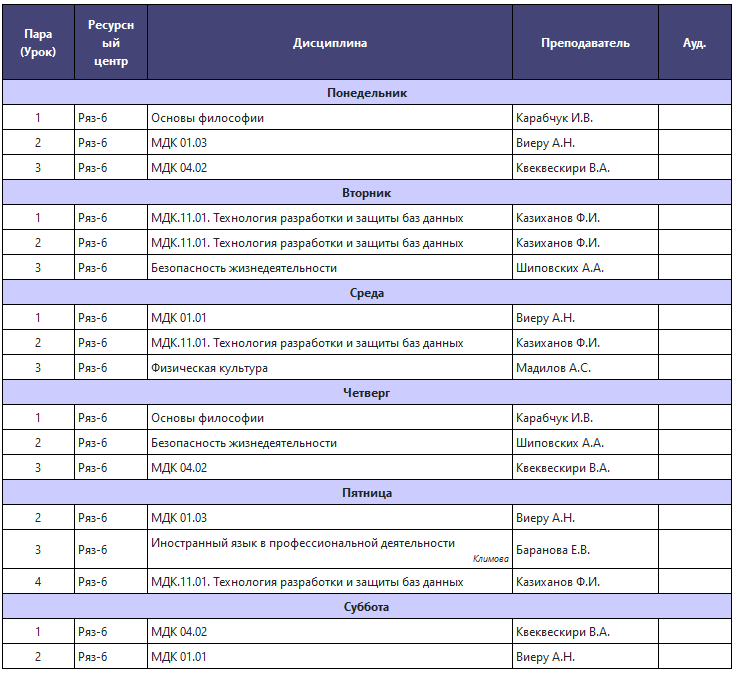 Пара (Урок) Ресурсный центр Дисциплина Преподаватель Ауд.
Понедельник
1 Ряз-6 Основы философии Карабчук И.В.
2 Ряз-6 МДК 01.03 Виеру А.Н.
3 Ряз-6 МДК 04.02 Квеквескири В.А.
Вторник
1 Ряз-6 МДК.11.01. Технология разработки и защиты баз данных Казиханов Ф.И.
2 Ряз-6 МДК.11.01. Технология разработки и защиты баз данных Казиханов Ф.И.
3 Ряз-6 Безопасность жизнедеятельности Шиповских А.А.
Среда
1 Ряз-6 МДК 01.01 Виеру А.Н.
2 Ряз-6 МДК.11.01. Технология разработки и защиты баз данных Казиханов Ф.И.
3 Ряз-6 Физическая культура Мадилов А.С.
Четверг
1 Ряз-6 Основы философии Карабчук И.В.
2 Ряз-6 Безопасность жизнедеятельности Шиповских А.А.
3 Ряз-6 МДК 04.02 Квеквескири В.А.
Пятница
2 Ряз-6 МДК 01.03 Виеру А.Н.
3 Ряз-6 Иностранный язык в профессиональной деятельности Баранова Е.В.
Климова
4 Ряз-6 МДК.11.01. Технология разработки и защиты баз данных Казиханов Ф.И.
Суббота
1 Ряз-6 МДК 04.02 Квеквескири В.А.
2 Ряз-6 МДК 01.01 Виеру А.Н.